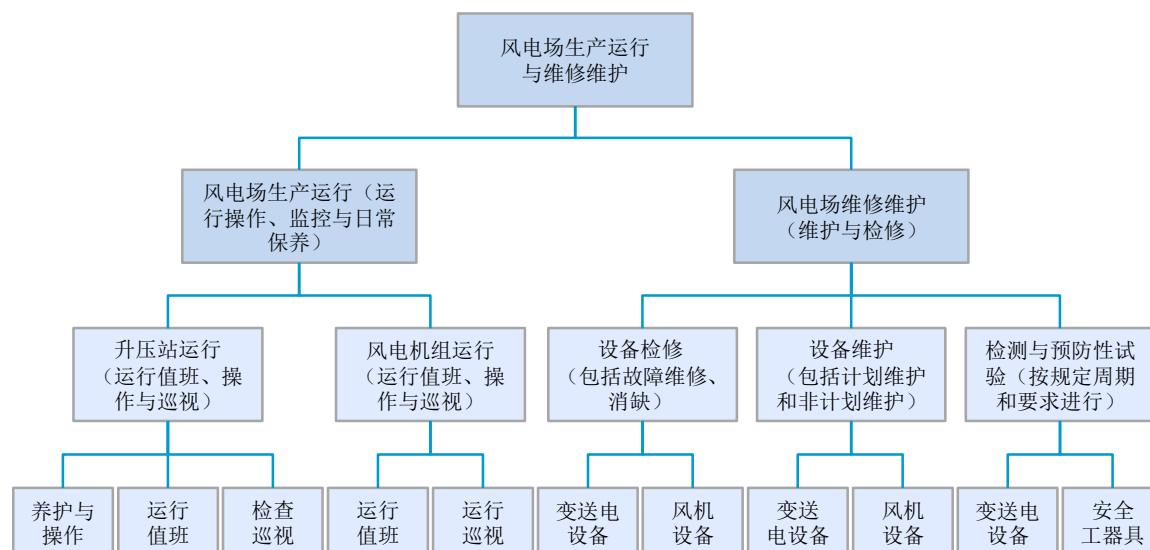 风电场生产运行
与维修维护
风电场生产运行（运
行操作、监控与日常
保养）
风电场维修维护
（维护与检修）
升压站运行
（运行值班、操
作与巡视）
风电机组运行
（运行值班、操
作与巡视）
设备检修
（包括故障维修、
消缺）
设备维护
（包括计划维护
和非计划维护）
检测与预防性试
验（按规定周期
和要求进行）
养护与
操作
运行
值班
检查
巡视
运行
值班
运行
巡视
变送电
设备
风机
设备
变送
电设备
风机
设备
变送电
设备
安全
工器具